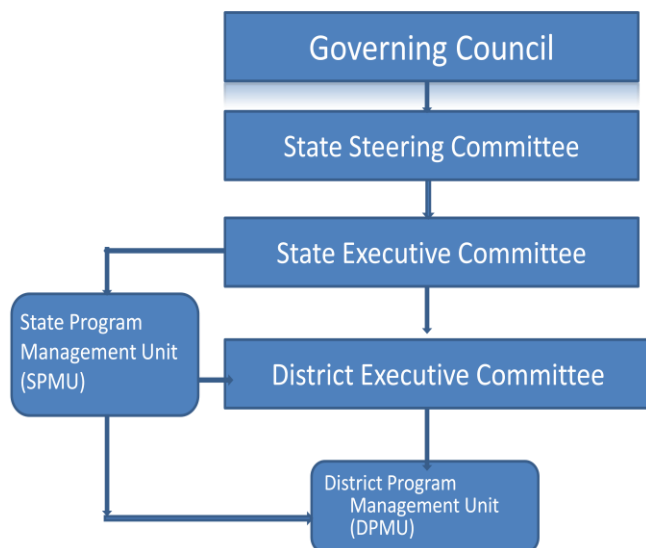 Governing Council
State Steering Committee
State Executive Committee
State Program
Management Unit
(SPMU)
District Executive Committee
District Program
Management Unit
(DPMU)